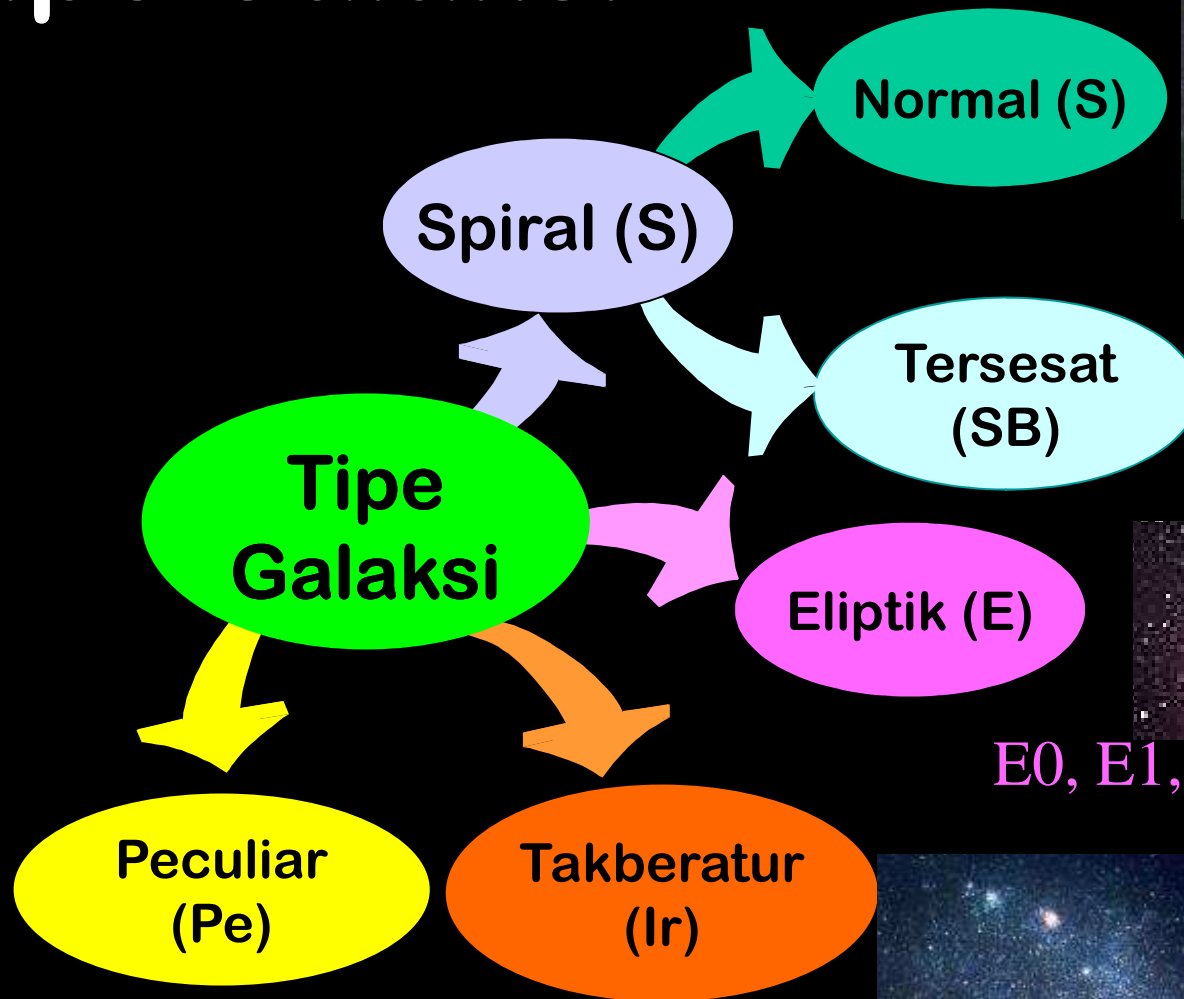 Normal (S)
Spiral (S)
Tersesat
(SB)
Tipe
Galaksi
Eliptik (E)
E0, E1,
Peculiar
(Pe)
Takberatur
(Ir)